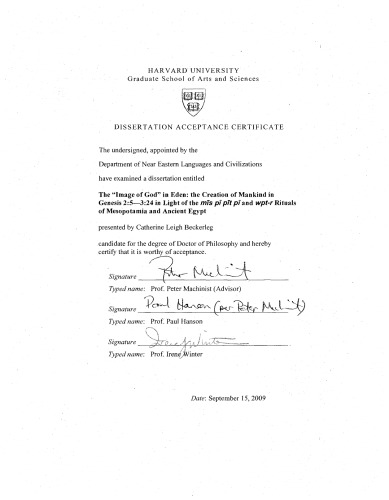 HARVARD UNIVERSITY
Graduate School of Arts and Sciences
DISSERTATION ACCEPTANCE CERTIFICATE
The undersigned, appointed by the
Department of Near Eastern Languages and Civilizations
have examined a dissertation entitled
The "Image of God" in Eden: the Creation of Mankind in
Genesis 2:5—3:24 in Light of the mīs pî pīt pî and wpt-r Rituals
of Mesopotamia and Ancient Egypt
presented by Catherine Leigh Beckerleg
candidate for the degree of Doctor of Philosophy and hereby
certify that it is worthy of acceptance.
Signature Peter Machinist
Typed name: Prof. Peter Machinist (Advisor)
Signature Paul Hanson (per Peter Machinist)
Typed name: Prof. Paul Hanson
Signature Irene J Winter
Typed name: Prof. Irene Winter
Date: September 15, 2009